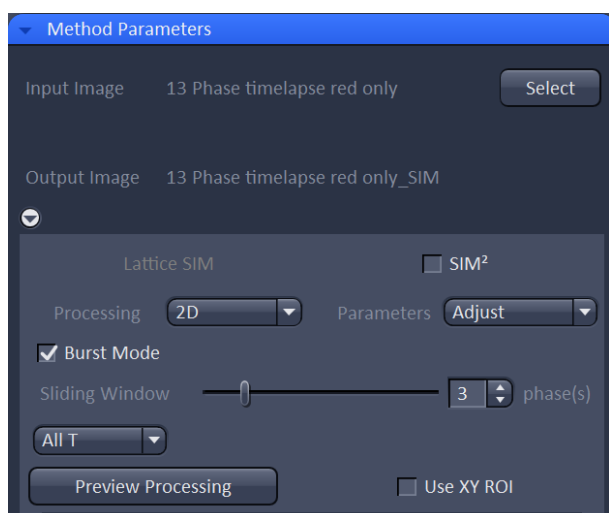 Method Parameters
Input Image 13 Phase timelapse red only Select
Output Image 13 Phase timelapse red only_SIM
Lattice SIM SIM²
Processing 2D Parameters Adjust
Burst Mode
Sliding Window 3 phase(s)
All T
Preview Processing Use XY ROI